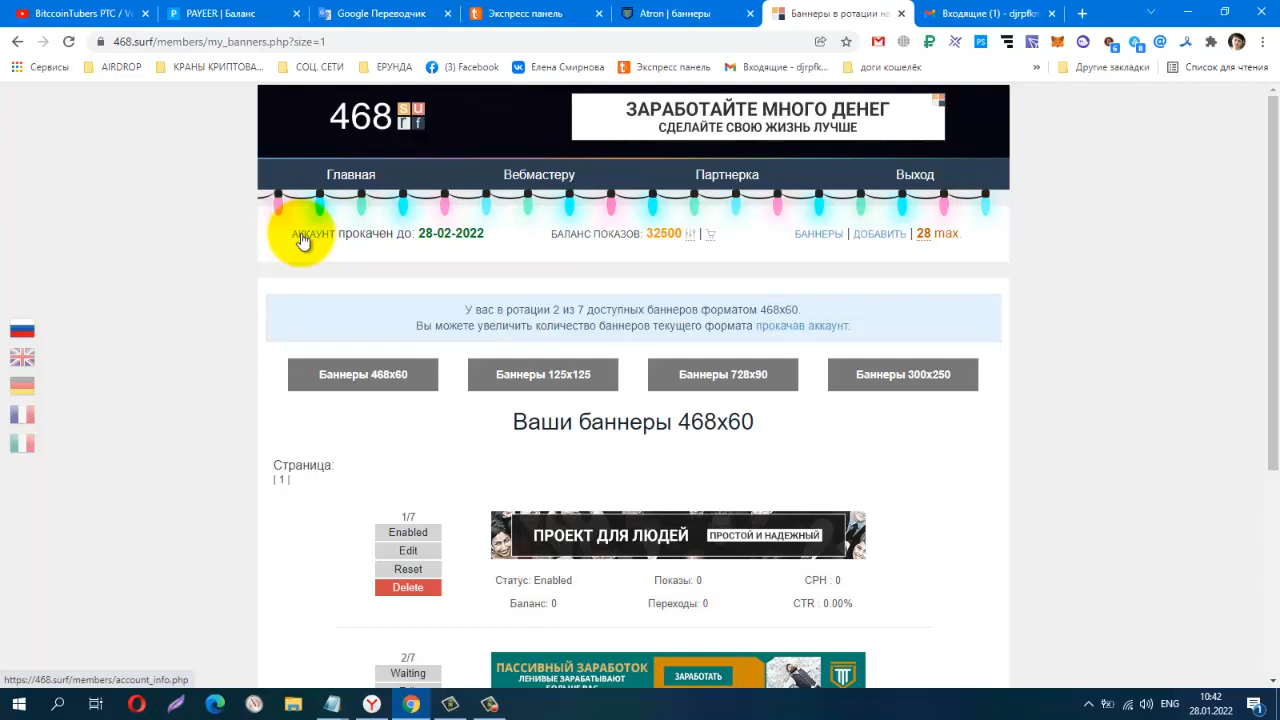 BittcoinTubers PTC - Vi
PAYEER | Баланс
Google Переводчик
Экспресс панель
Atron | баннеры
Баннеры в ротации на
Входящие (1) - djrpfkm
468.surf/members/my_banners.php?size=1
Сервисы
AIRDROP
КРАНЫ КРИПТОВА...
СОЦ. СЕТИ
ЕРУНДА
(3) Facebook
Елена Смирнова
Экспресс панель
Входящие - djrpfk...
доги кошелёк
»
Другие закладки
Список для чтения
468 su
rf
ЗАРАБОТАЙТЕ МНОГО ДЕНЕГ
СДЕЛАЙТЕ СВОЮ ЖИЗНЬ ЛУЧШЕ
Главная
Вебмастеру
Партнерка
Выход
АККАУНТ прокачен до: 28-02-2022
БАЛАНС ПОКАЗОВ: 32500 |
БАННЕРЫ | ДОБАВИТЬ | 28 max.
У вас в ротации 2 из 7 доступных баннеров форматом 468x60.
Вы можете увеличить количество баннеров текущего формата прокачав аккаунт.
Баннеры 468x60
Баннеры 125x125
Баннеры 728x90
Баннеры 300x250
Ваши баннеры 468x60
Страница:
| 1 |
1/7
Enabled
Edit
Reset
Delete
ПРОЕКТ ДЛЯ ЛЮДЕЙ ПРОСТОЙ И НАДЕЖНЫЙ
Статус: Enabled
Показы: 0
CPH : 0
Баланс: 0
Переходы: 0
CTR : 0.00%
2/7
Waiting
ПАССИВНЫЙ ЗАРАБОТОК
ЛЕНИВЫЕ ЗАРАБАТЫВАЮТ
ЗАРАБОТАТЬ
https://468.surf/members/account_info.php
ENG
10:42
28.01.2022